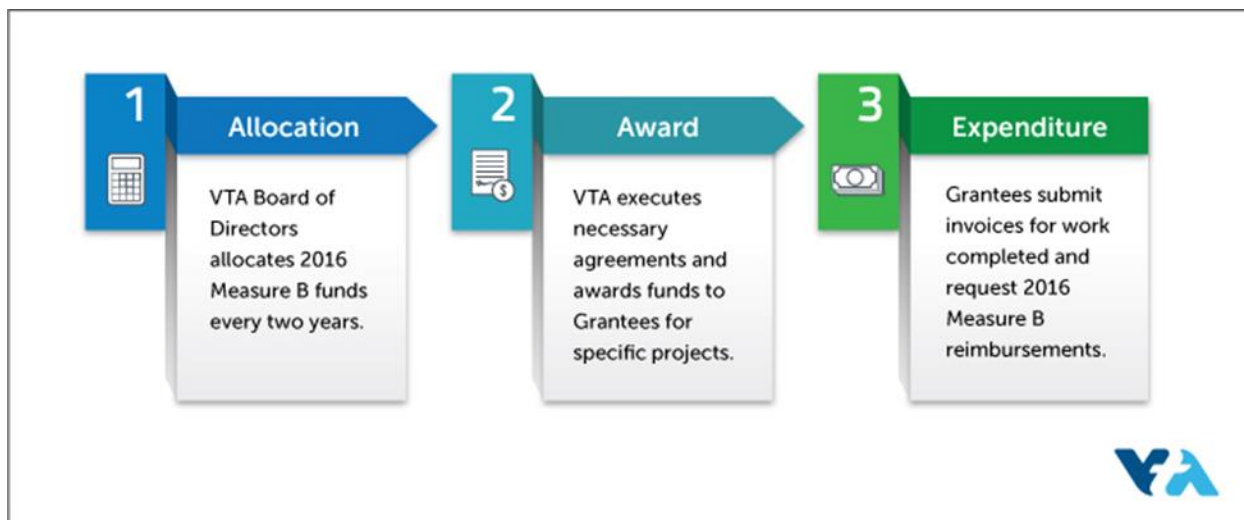 1
Allocation
VTA Board of
Directors
allocates 2016
Measure B funds
every two years.
2
Award
$
VTA executes
necessary
agreements and
awards funds to
Grantees for
specific projects.
3
Expenditure
Grantees submit
invoices for work
completed and
request 2016
Measure B
reimbursements.
VTA